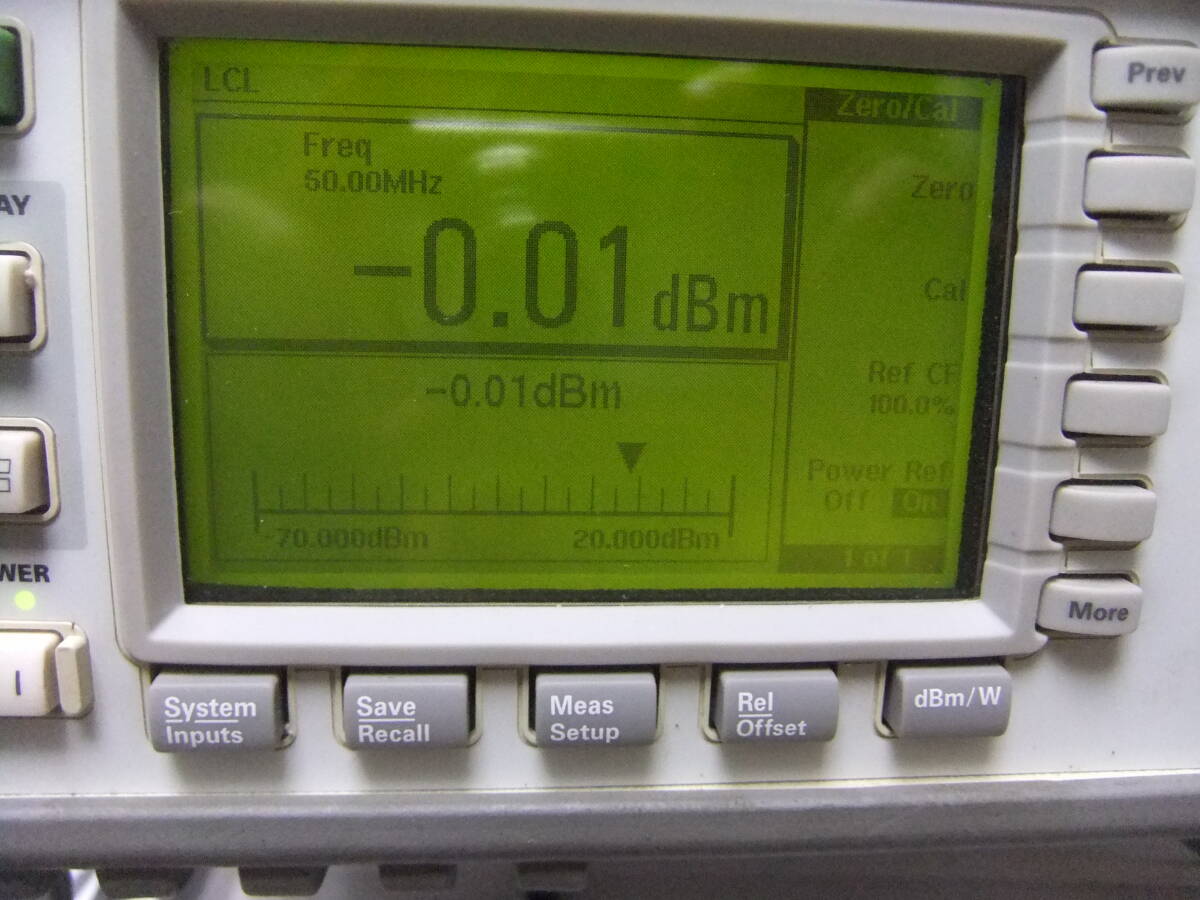 LCL
Zero/Cal
Prev
Freq
50.00MHz
-0.01 dBm
Zero
Cal
Ref CF
100.0%
-0.01dBm
Power Ref
Off On
-70.000dBm 20.000dBm
1 of 1
AY
WER
I
More
System
Inputs
Save
Recall
Meas
Setup
Rel
Offset
dBm/W